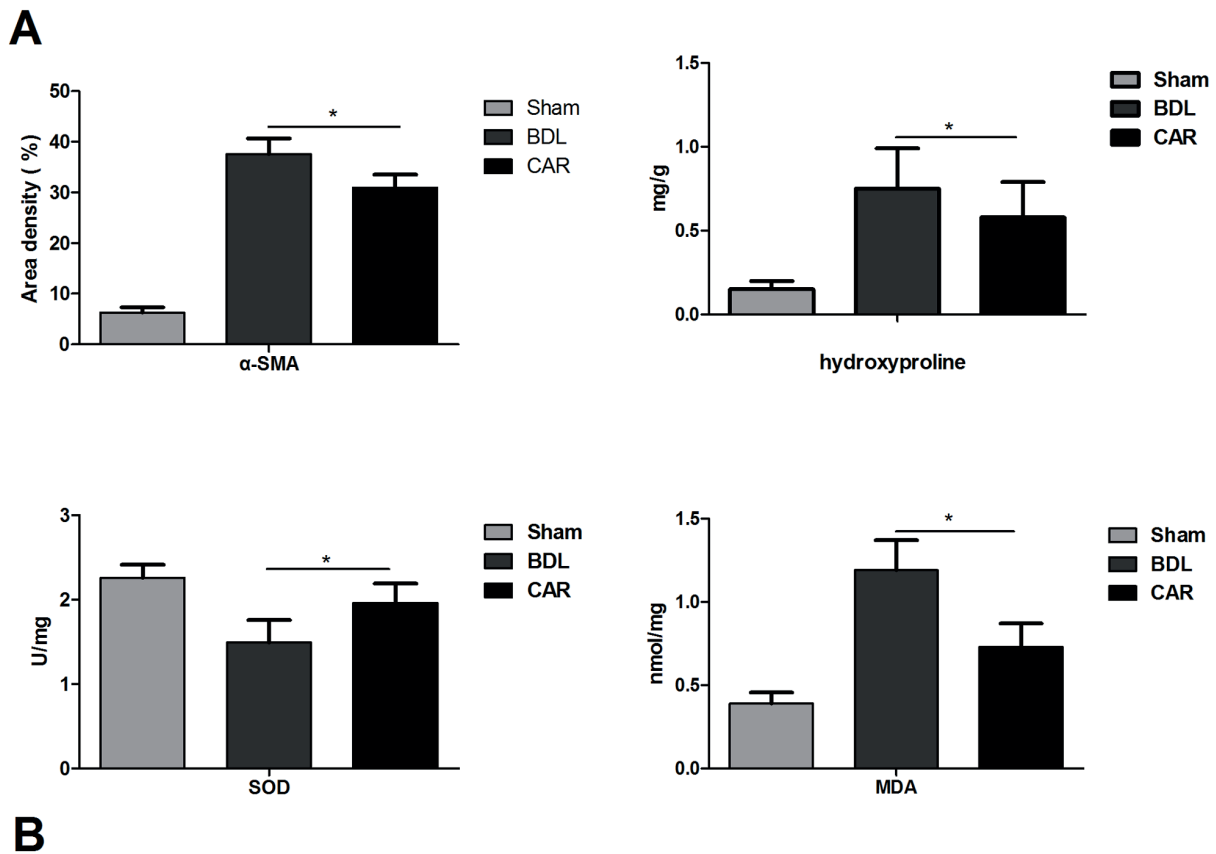 A
50
40
30
20
10
0
Area density ( %)
*
α-SMA
Sham
BDL
CAR
1.5
1.0
0.5
0.0
mg/g
*
hydroxyproline
Sham
BDL
CAR
3
2
1
0
U/mg
*
SOD
Sham
BDL
CAR
1.5
1.0
0.5
0.0
nmol/mg
*
MDA
Sham
BDL
CAR
B